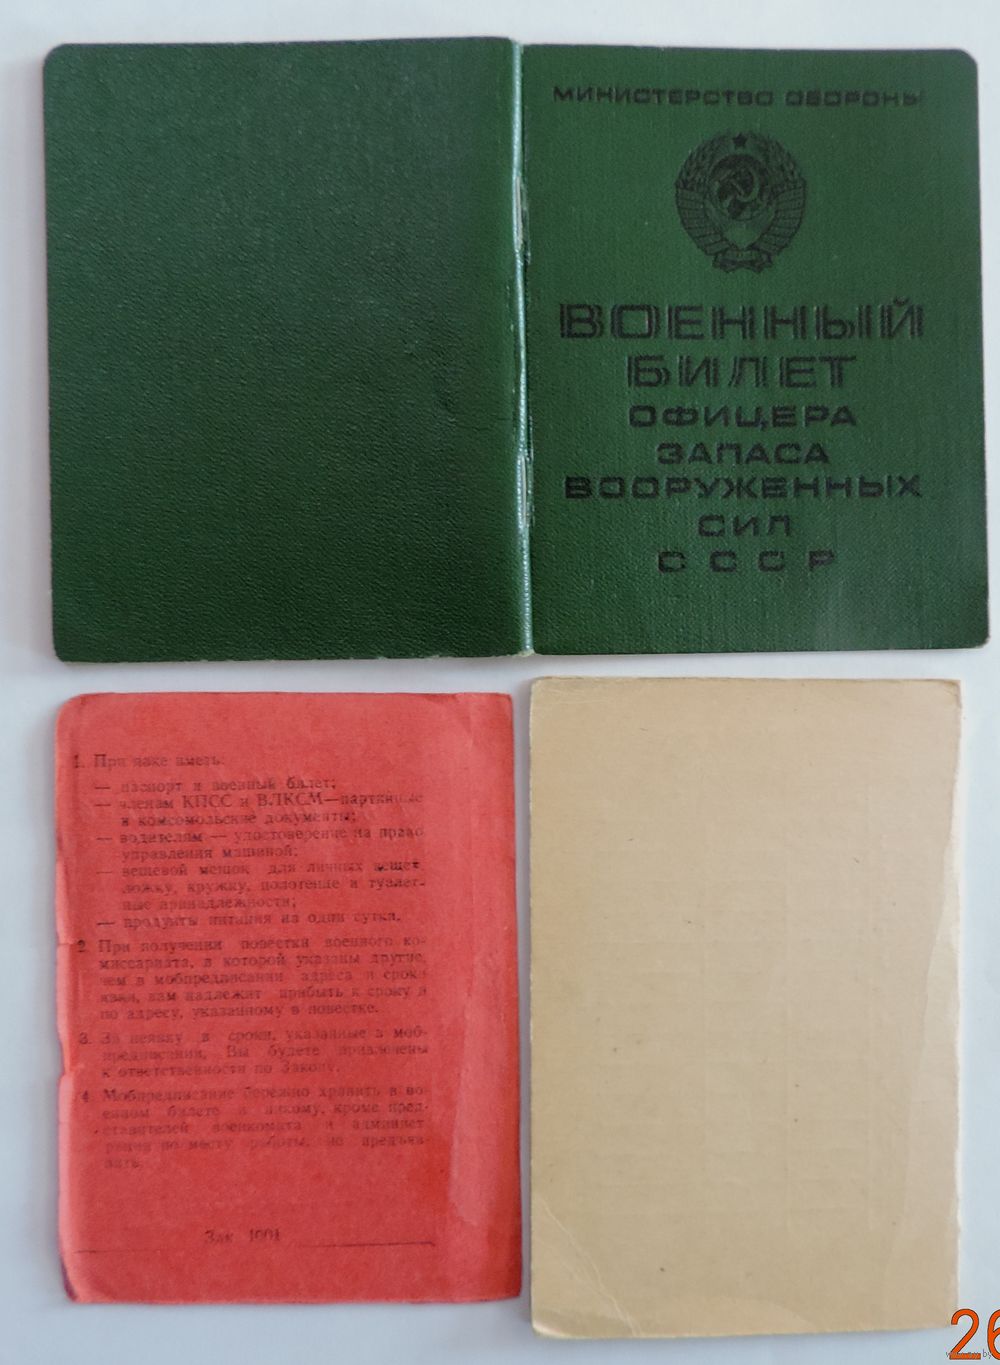 МИНИСТЕРСТВО ОБОРОНЫ
ВОЕННЫЙ
БИЛЕТ
ОФИЦЕРА
ЗАПАСА
ВООРУЖЕННЫХ
СИЛ
СССР
1. При явке иметь:
— паспорт и военный билет;
— членам КПСС и ВЛКСМ—партийные
и комсомольские документы;
— водителям — удостоверение на право
управления машиной;
— вещевой мешок для личных вещей
ложку, кружку, полотенце и туалет-
ные принадлежности;
— продукты питания на одни сутки.
2. При получении повестки военного ко-
миссариата, в которой указаны другие,
чем в мобпредписании адреса и сроки
явки, вам надлежит прибыть к сроку и
по адресу, указанному в повестке.
3. За неявку в сроки, указанные в моб-
предписании, Вы будете привлечены
к ответственности по Закону.
4. Мобпредписание бережно хранить в во-
енном билете и никому, кроме пред-
ставителей военкомата и админист
рации по месту работы, не предъяв-
лять.
Зак 1001
26